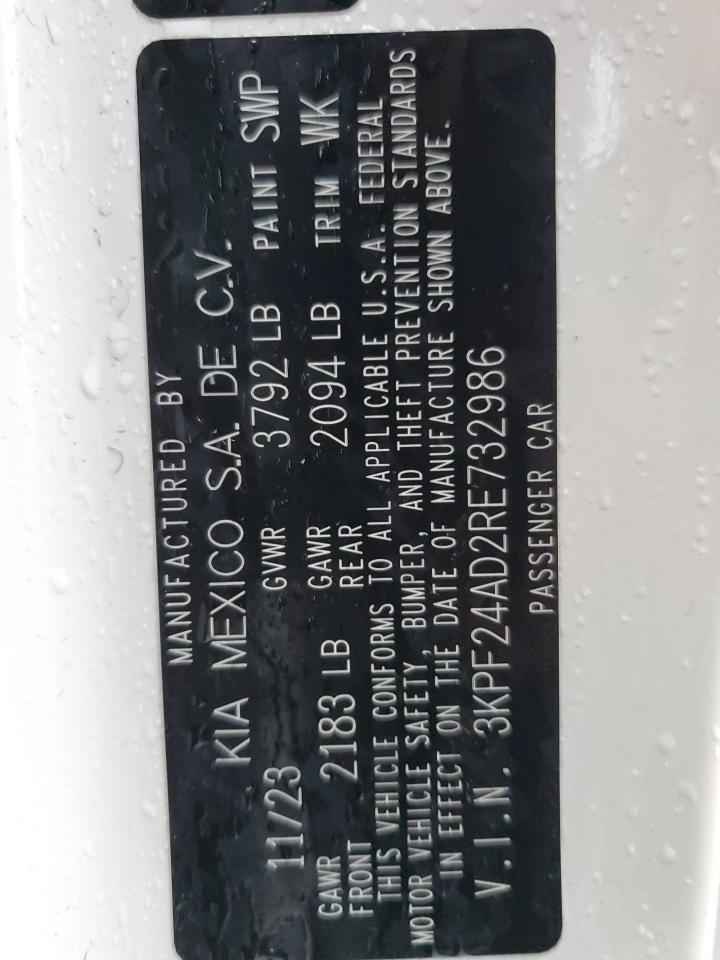 MANUFACTURED BY
KIA MEXICO S.A. DE C.V.
11/23 GVWR 3792 LB PAINT SWP
GAWR FRONT 2183 LB GAWR REAR 2094 LB TRIM WK
THIS VEHICLE CONFORMS TO ALL APPLICABLE U.S.A. FEDERAL
MOTOR VEHICLE SAFETY, BUMPER, AND THEFT PREVENTION STANDARDS
IN EFFECT ON THE DATE OF MANUFACTURE SHOWN ABOVE.
V.I.N. 3KPF24AD2RE732986
PASSENGER CAR